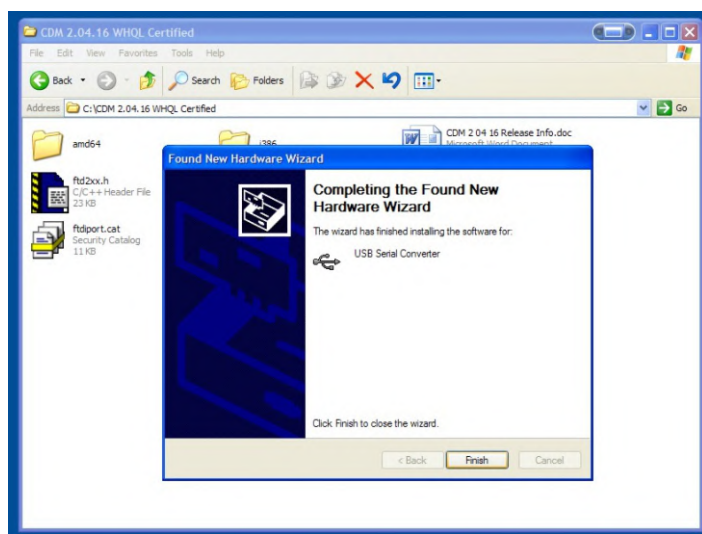 CDM 2.04.16 WHQL Certified
File Edit View Favorites Tools Help
Back Search Folders
Address C:\CDM 2.04.16 WHQL Certified Go
amd64
i386
CDM 2 04 16 Release Info.doc
Microsoft Word Document
ftd2xx.h
C/C++ Header File
23 KB
ftdiport.cat
Security Catalog
11 KB
Found New Hardware Wizard
Completing the Found New
Hardware Wizard
The wizard has finished installing the software for:
USB Serial Converter
Click Finish to close the wizard.
< Back Finish Cancel